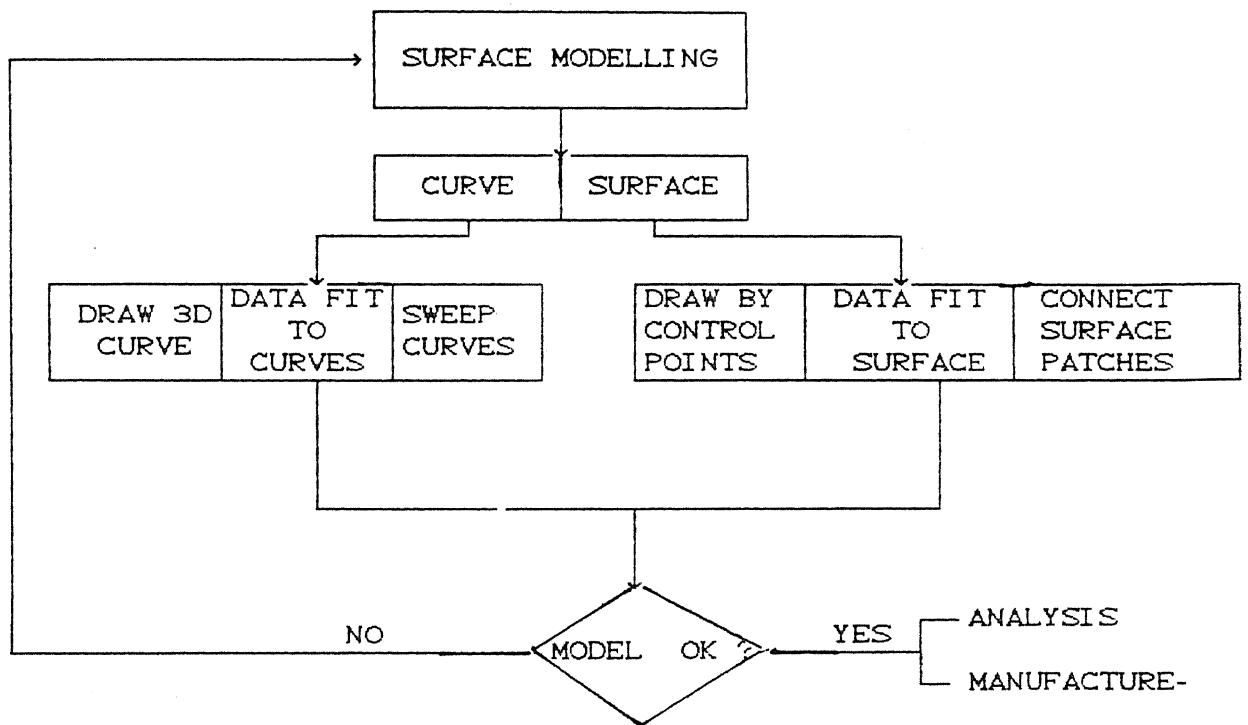 SURFACE MODELLING
CURVE
SURFACE
DRAW 3D
CURVE
DATA FIT
TO
CURVES
SWEEP
CURVES
DRAW BY
CONTROL
POINTS
DATA FIT
TO
SURFACE
CONNECT
SURFACE
PATCHES
NO
MODEL OK ?
YES
ANALYSIS
MANUFACTURE-